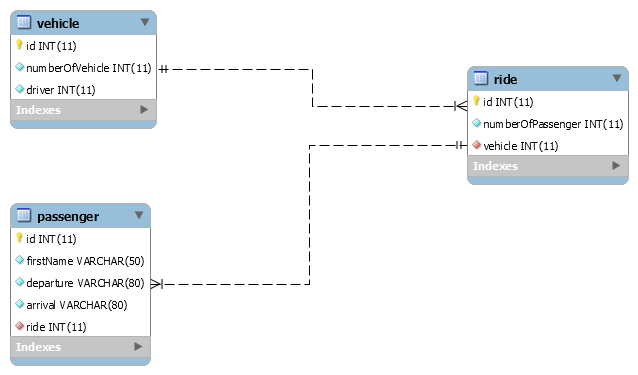 vehicle
id INT(11)
numberOfVehicle INT(11)
driver INT(11)
Indexes
ride
id INT(11)
numberOfPassenger INT(11)
vehicle INT(11)
Indexes
passenger
id INT(11)
firstName VARCHAR(50)
departure VARCHAR(80)
arrival VARCHAR(80)
ride INT(11)
Indexes